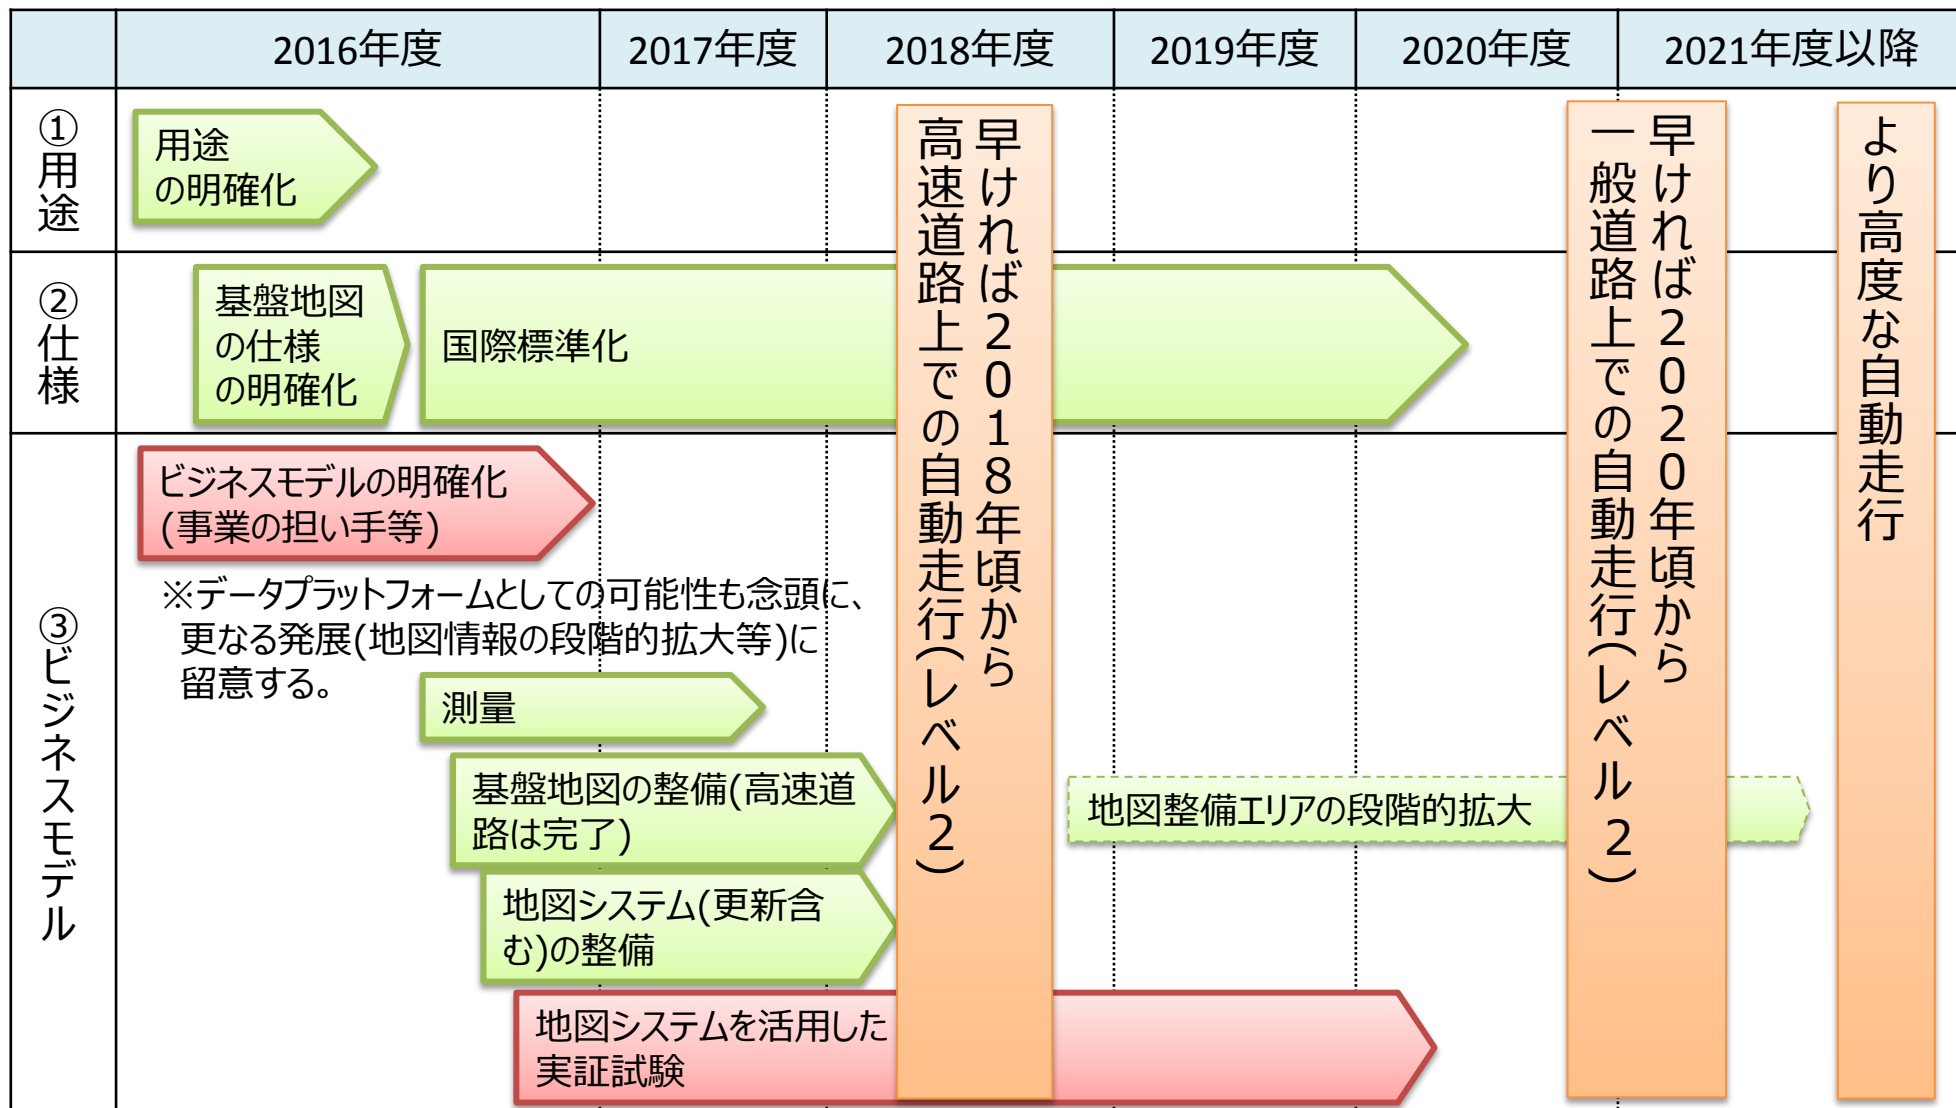 2016年度
2017年度
2018年度
2019年度
2020年度
2021年度以降
①用途
用途
の明確化
②仕様
基盤地図
の仕様
の明確化
国際標準化
③ビジネスモデル
ビジネスモデルの明確化
(事業の担い手等)
※データプラットフォームとしての可能性も念頭に、
更なる発展(地図情報の段階的拡大等)に
留意する。
測量
基盤地図の整備(高速道
路は完了)
地図システム(更新含
む)の整備
地図システムを活用した
実証試験
早ければ2018年頃から
高速道路上での自動走行(レベル2)
地図整備エリアの段階的拡大
早ければ2020年頃から
一般道路上での自動走行(レベル2)
より高度な自動走行